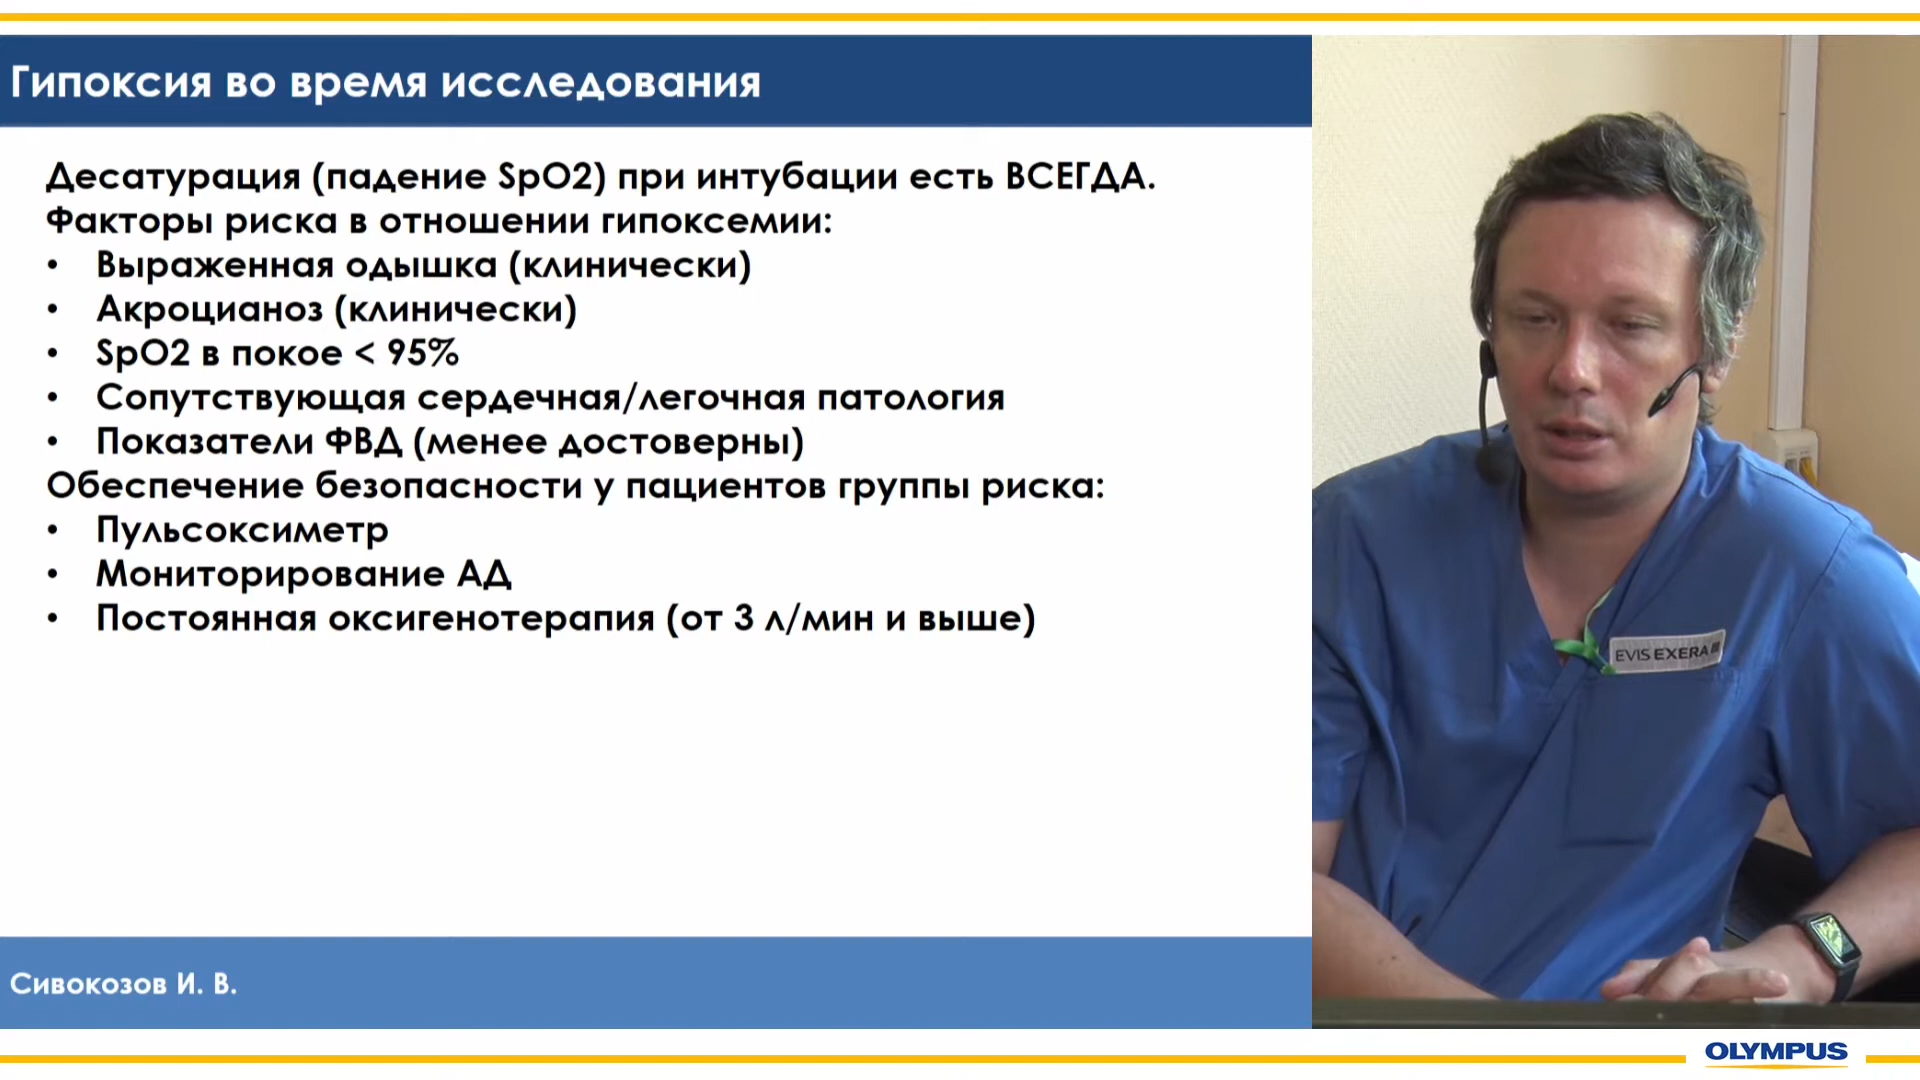 Гипоксия во время исследования
Десатурация (падение SpO2) при интубации есть ВСЕГДА.
Факторы риска в отношении гипоксемии:
• Выраженная одышка (клинически)
• Акроцианоз (клинически)
• SpO2 в покое < 95%
• Сопутствующая сердечная/легочная патология
• Показатели ФВД (менее достоверны)
Обеспечение безопасности у пациентов группы риска:
• Пульсоксиметр
• Мониторирование АД
• Постоянная оксигенотерапия (от 3 л/мин и выше)
Сивокозов И. В.
EVIS EXERA III
OLYMPUS